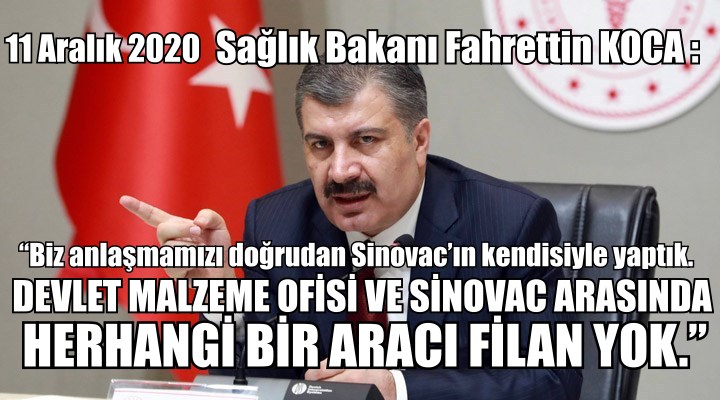 11 Aralık 2020 Sağlık Bakanı Fahrettin KOCA :
“Biz anlaşmamızı doğrudan Sinovac’ın kendisiyle yaptık.
DEVLET MALZEME OFİSİ VE SİNOVAC ARASINDA
HERHANGİ BİR ARACI FİLAN YOK.”